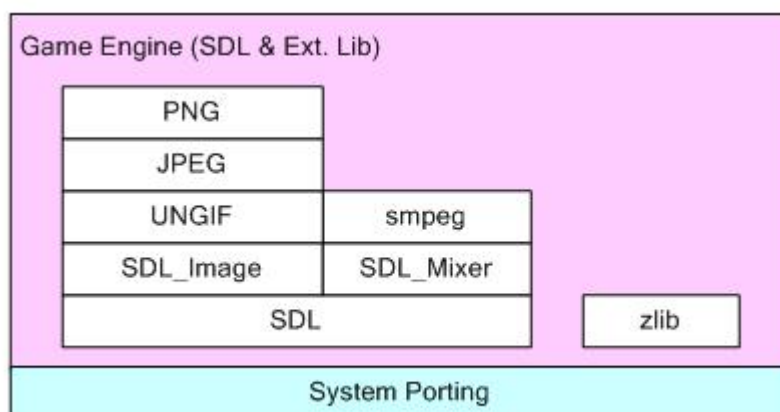 Game Engine (SDL & Ext. Lib)
PNG
JPEG
UNGIF
smpeg
SDL_Image
SDL_Mixer
SDL
zlib
System Porting